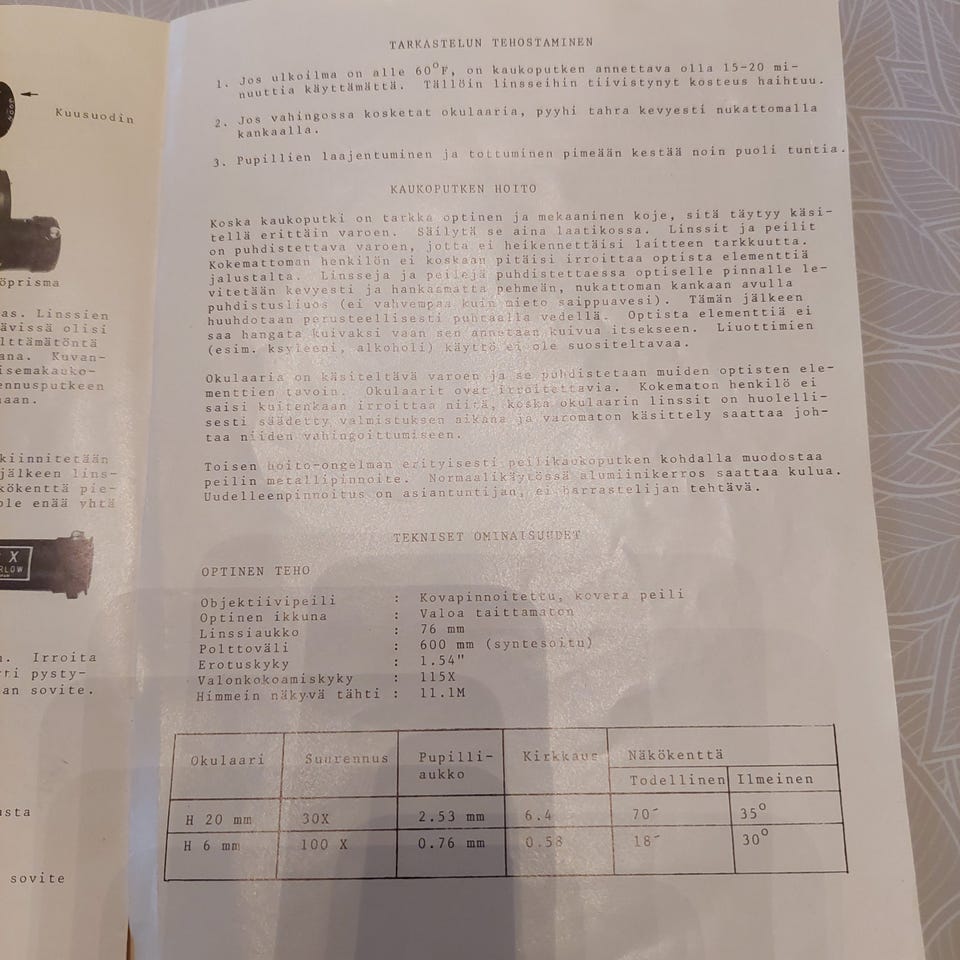 Kuusuodin
öprisma
as. Linssien
ävissä olisi
lttämätöntä
ana. Kuvan-
isemakauko-
ennusputkeen
aan.
kiinnitetään
jälkeen lins-
kökenttä pie-
ole enää yhtä
X
RLOW
n. Irroita
rri pysty-
an sovite.
usta
sovite
TARKASTELUN TEHOSTAMINEN
1. Jos ulkoilma on alle 60°F, on kaukoputken annettava olla 15-20 mi-
nuuttia käyttämättä. Tällöin linsseihin tiivistynyt kosteus haihtuu.
2. Jos vahingossa kosketat okulaaria, pyyhi tahra kevyesti nukattomalla
kankaalla.
3. Pupillien laajentuminen ja tottuminen pimeään kestää noin puoli tuntia.
KAUKOPUTKEN HOITO
Koska kaukoputki on tarkka optinen ja mekaaninen koje, sitä täytyy käsi-
tellä erittäin varoen. Säilytä se aina laatikossa. Linssit ja peilit
on puhdistettava varoen, jotta ei heikennettäisi laitteen tarkkuutta.
Kokemattoman henkilön ei koskaan pitäisi irroittaa optista elementtiä
jalustalta. Linssejä ja peilejä puhdistettaessa optiselle pinnalle le-
vitetään kevyesti ja hankaamatta pehmeän, nukattoman kankaan avulla
puhdistusliuos (ei vahvempaa kuin mieto saippuavesi). Tämän jälkeen
huuhdotaan perusteellisesti puhtaalla vedellä. Optista elementtiä ei
saa hangata kuivaksi vaan sen annetaan kuivua itsekseen. Liuottimien
(esim. ksyleeni, alkoholi) käyttö ei ole suositeltavaa.
Okulaaria on käsiteltävä varoen ja se puhdistetaan muiden optisten ele-
menttien tavoin. Okulaarit ovat irroitettavia. Kokematon henkilö ei
saisi kuitenkaan irroittaa niitä, koska okulaarin linssit on huolelli-
sesti säädetty valmistuksen aikana ja varomaton käsittely saattaa joh-
taa niiden vahingoittumiseen.
Toisen hoito-ongelman erityisesti peilikaukoputken kohdalla muodostaa
peilin metallipinnoite. Normaalikäytössä alumiinikerros saattaa kulua.
Uudelleenpinnoitus on asiantuntijan, ei harrastelijan tehtävä.
TEKNISET OMINAISUUDET
OPTINEN TEHO
Objektiivipeili : Kovapinnoitettu, kovera peili
Optinen ikkuna : Valoa taittamaton
Linssiaukko : 76 mm
Polttoväli : 600 mm (syntesoitu)
Erotuskyky : 1.54"
Valonkokoamiskyky : 115X
Himmein näkyvä tähti : 11.1M
Okulaari Suurennus Pupilli- Kirkkaus Näkökenttä
aukko Todellinen Ilmeinen
H 20 mm 30X 2.53 mm 6.4 70´ 35°
H 6 mm 100 X 0.76 mm 0.58 18´ 30°